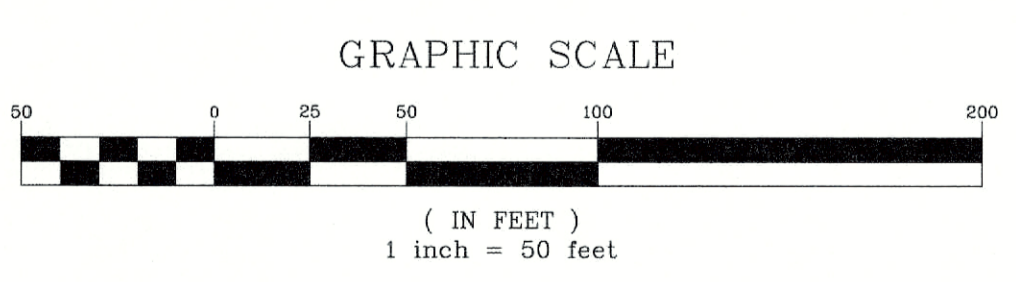 GRAPHIC SCALE
50 0 25 50 100 200
( IN FEET )
1 inch = 50 feet